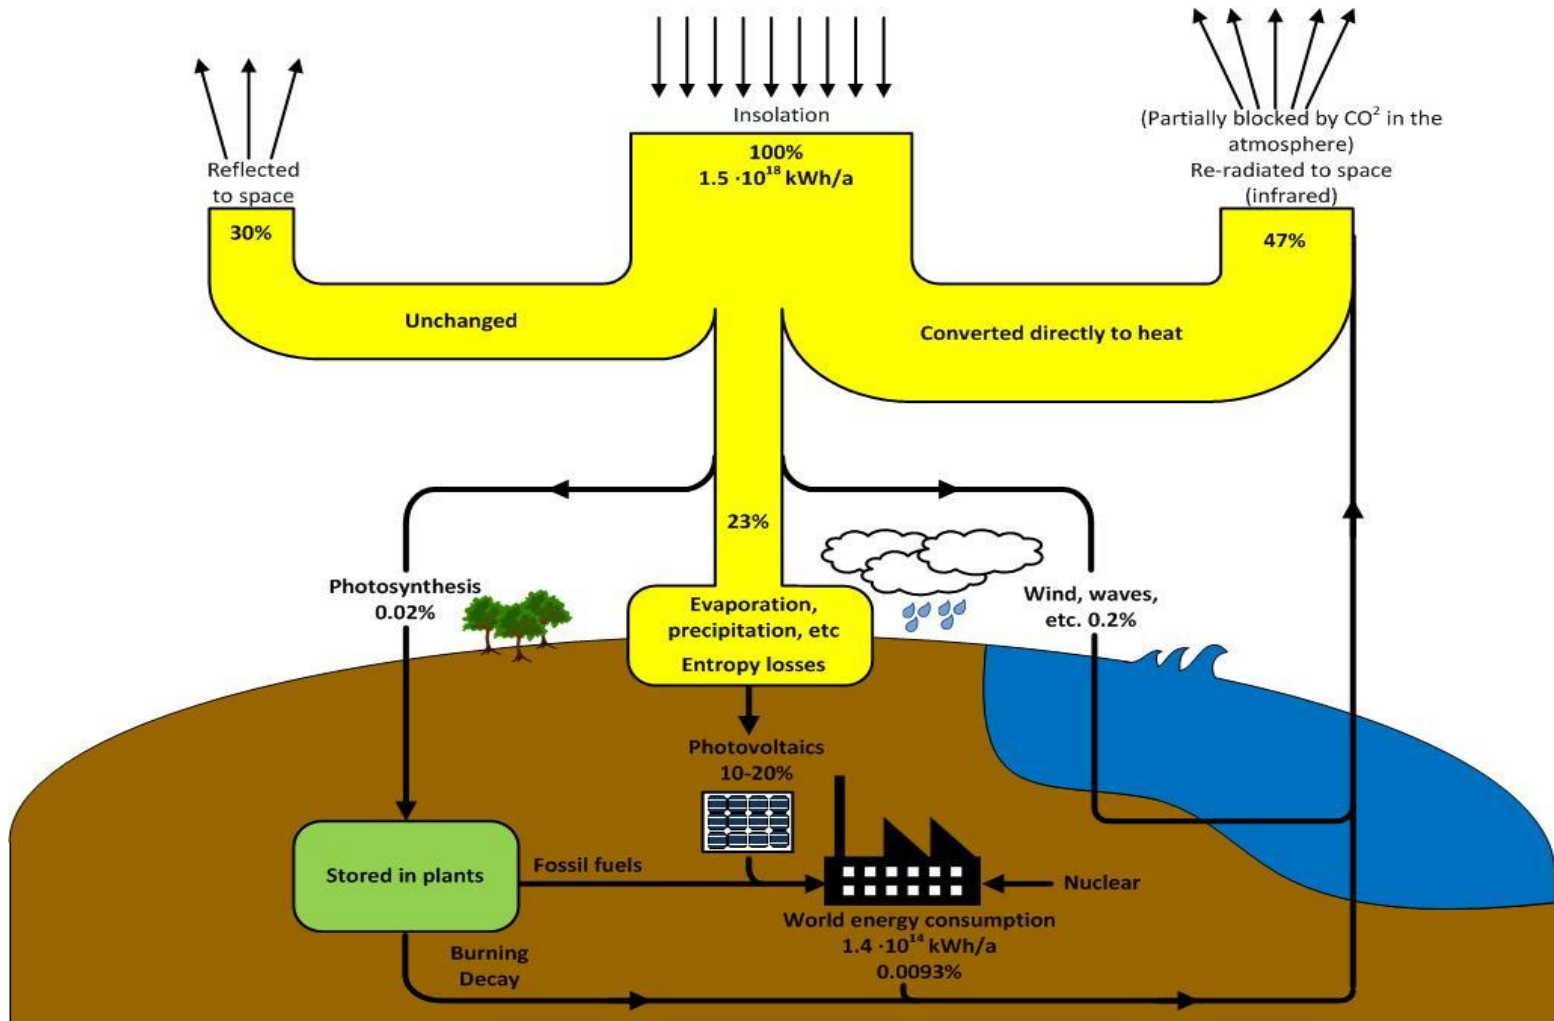 Insolation
100%
1.5 ·10¹⁸ kWh/a
Reflected
to space
30%
(Partially blocked by CO² in the
atmosphere)
Re-radiated to space
(infrared)
47%
Unchanged
Converted directly to heat
23%
Photosynthesis
0.02%
Evaporation,
precipitation, etc
Entropy losses
Wind, waves,
etc. 0.2%
Photovoltaics
10-20%
Stored in plants
Fossil fuels
Nuclear
World energy consumption
1.4 ·10¹⁴ kWh/a
0.0093%
Burning
Decay